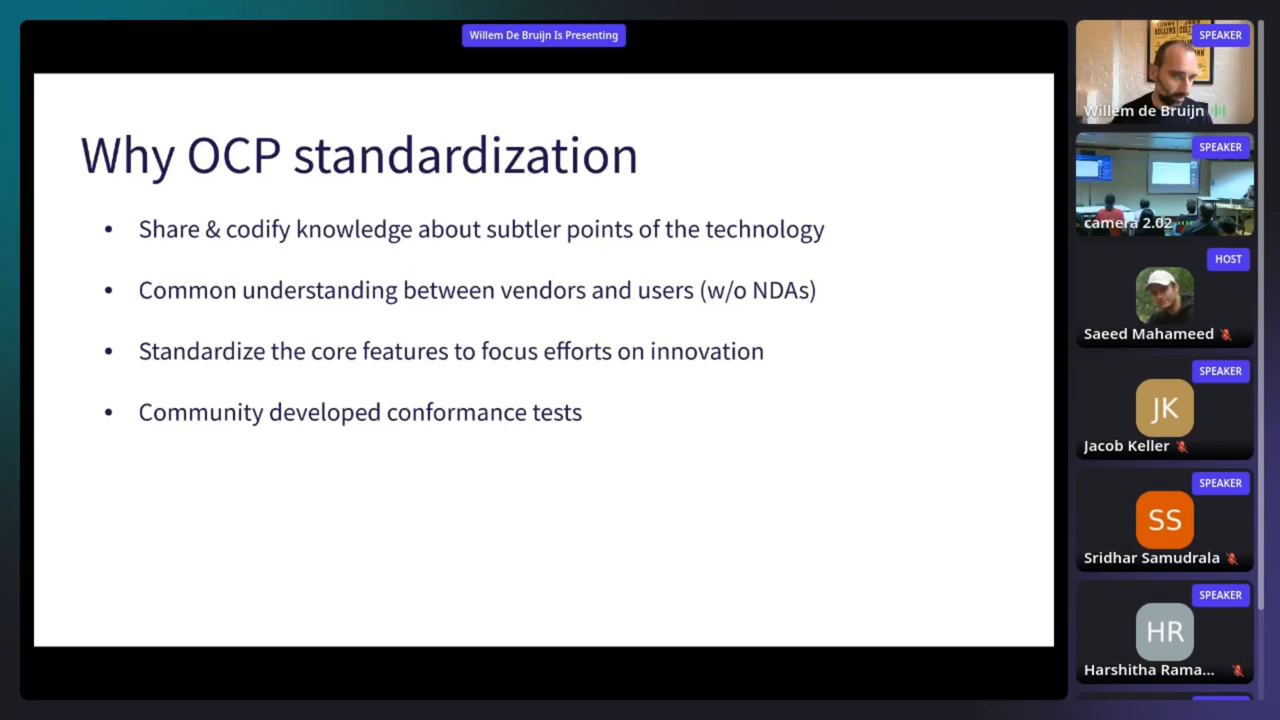 Willem De Bruijn Is Presenting
Why OCP standardization
• Share & codify knowledge about subtler points of the technology
• Common understanding between vendors and users (w/o NDAs)
• Standardize the core features to focus efforts on innovation
• Community developed conformance tests
SPEAKER
Willem de Bruijn
SPEAKER
camera 2.02
HOST
Saeed Mahameed
SPEAKER
JK
Jacob Keller
SPEAKER
SS
Sridhar Samudrala
SPEAKER
HR
Harshitha Rama...